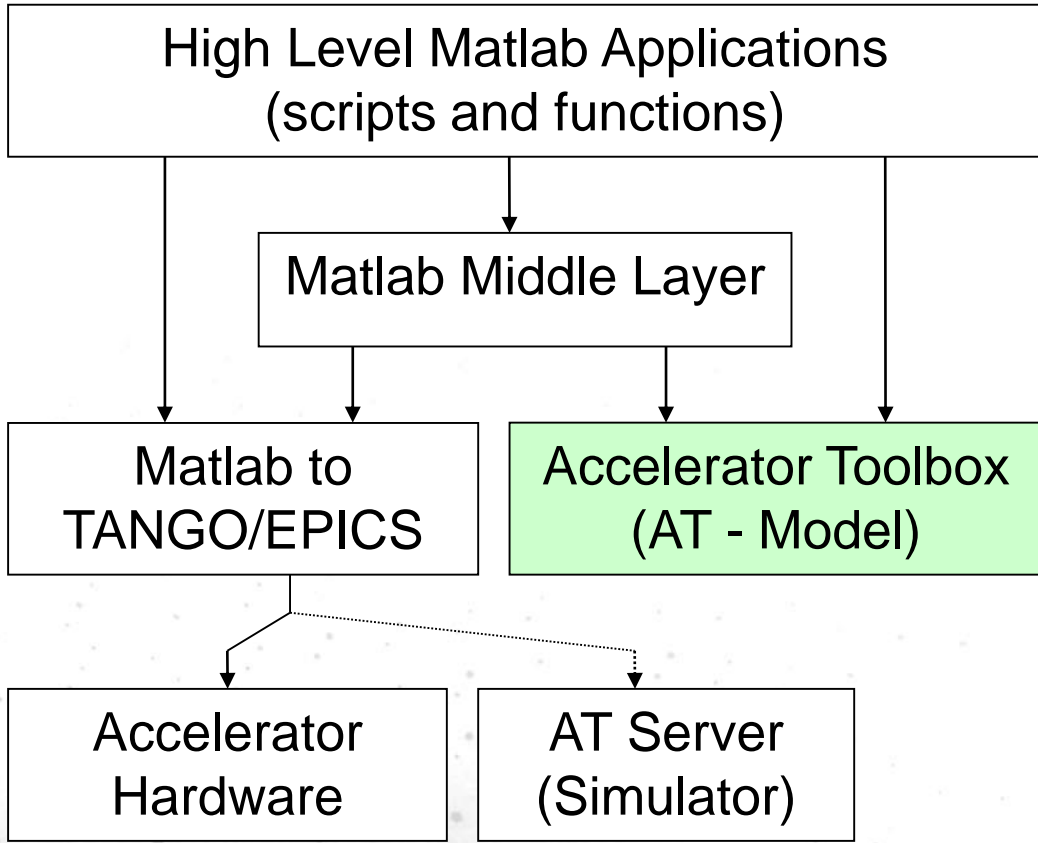 High Level Matlab Applications
(scripts and functions)
Matlab Middle Layer
Matlab to
TANGO/EPICS
Accelerator Toolbox
(AT - Model)
Accelerator
Hardware
AT Server
(Simulator)